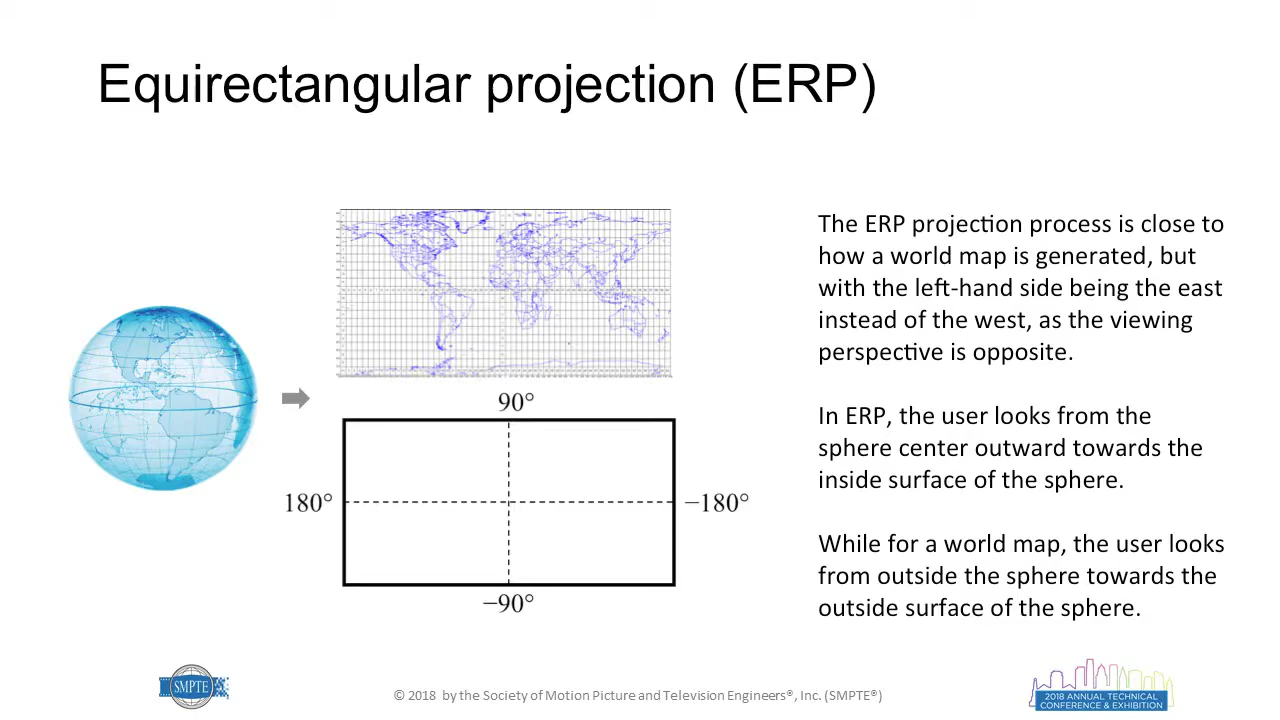 Equirectangular projection (ERP)
The ERP projection process is close to
how a world map is generated, but
with the left-hand side being the east
instead of the west, as the viewing
perspective is opposite.
In ERP, the user looks from the
sphere center outward towards the
inside surface of the sphere.
While for a world map, the user looks
from outside the sphere towards the
outside surface of the sphere.
90°
180°
−180°
−90°
SMPTE
© 2018 by the Society of Motion Picture and Television Engineers®, Inc. (SMPTE®)
2018 ANNUAL TECHNICAL
CONFERENCE & EXHIBITION